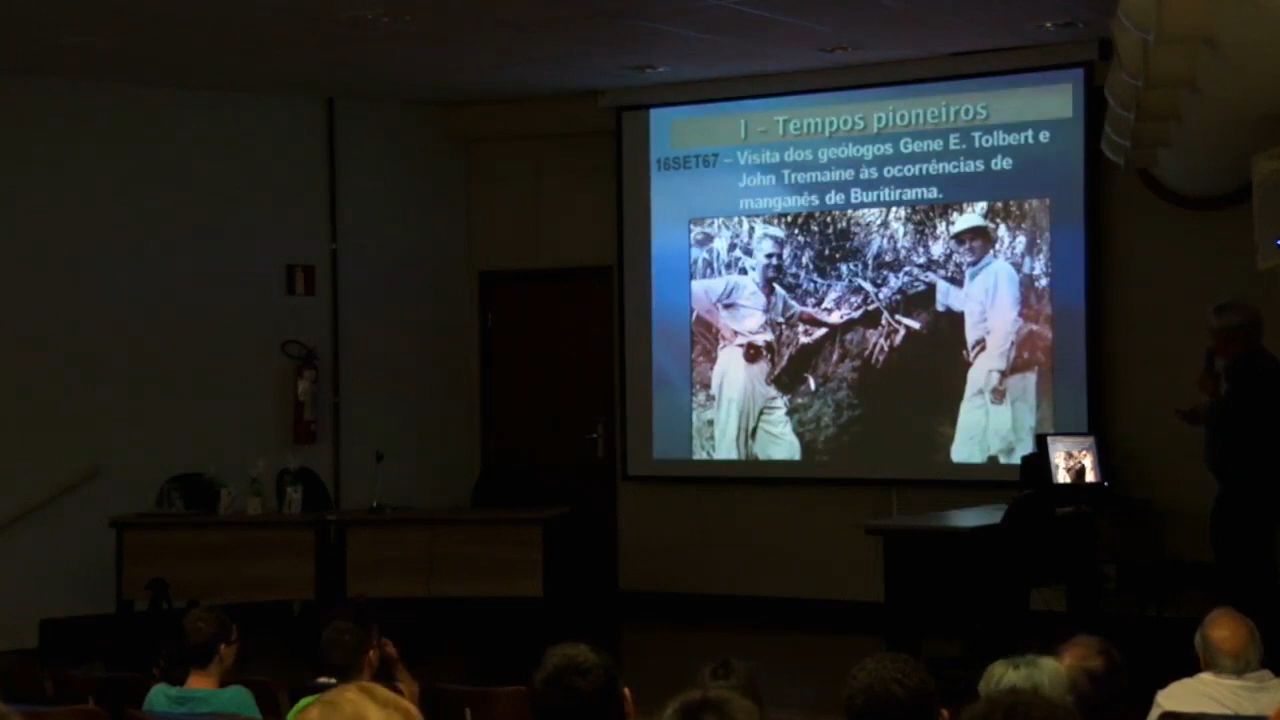 I - Tempos pioneiros
16SET67 – Visita dos geólogos Gene E. Tolbert e
John Tremaine às ocorrências de
manganês de Buritirama.